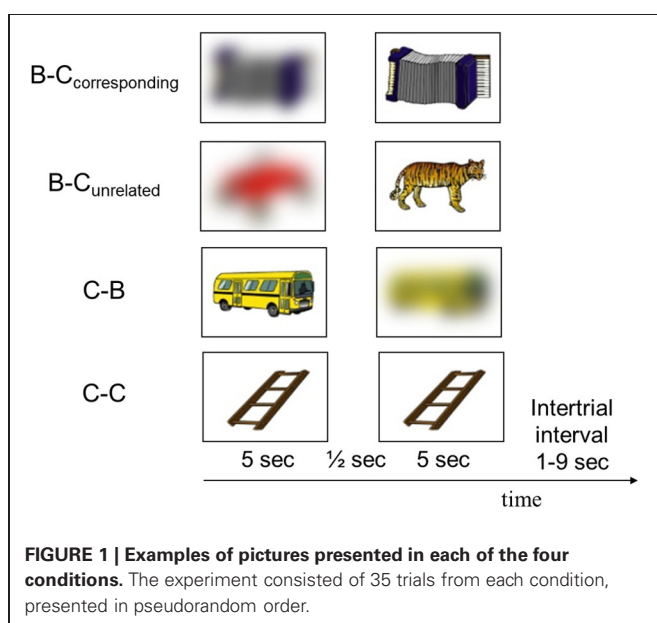 B-Ccorresponding
B-Cunrelated
C-B
C-C
Intertrial
interval
5 sec ½ sec 5 sec 1-9 sec
time
FIGURE 1 | Examples of pictures presented in each of the four
conditions. The experiment consisted of 35 trials from each condition,
presented in pseudorandom order.